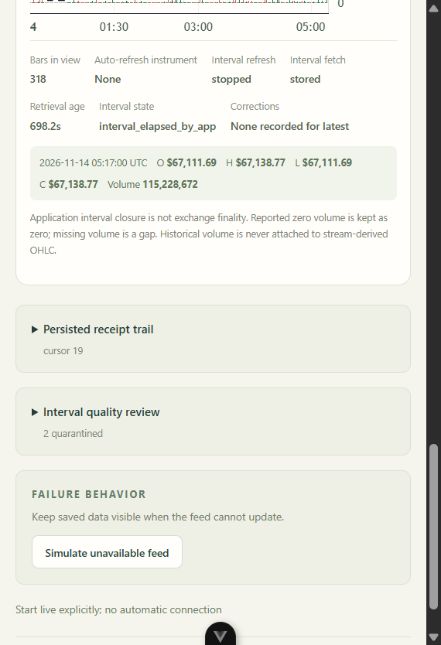 0
4 01:30 03:00 05:00
Bars in view Auto-refresh instrument Interval refresh Interval fetch
318 None stopped stored
Retrieval age Interval state Corrections
698.2s interval_elapsed_by_app None recorded for latest
2026-11-14 05:17:00 UTC O $67,111.69 H $67,138.77 L $67,111.69
C $67,138.77 Volume 115,228,672
Application interval closure is not exchange finality. Reported zero volume is kept as
zero; missing volume is a gap. Historical volume is never attached to stream-derived
OHLC.
Persisted receipt trail
cursor 19
Interval quality review
2 quarantined
FAILURE BEHAVIOR
Keep saved data visible when the feed cannot update.
Simulate unavailable feed
Start live explicitly: no automatic connection